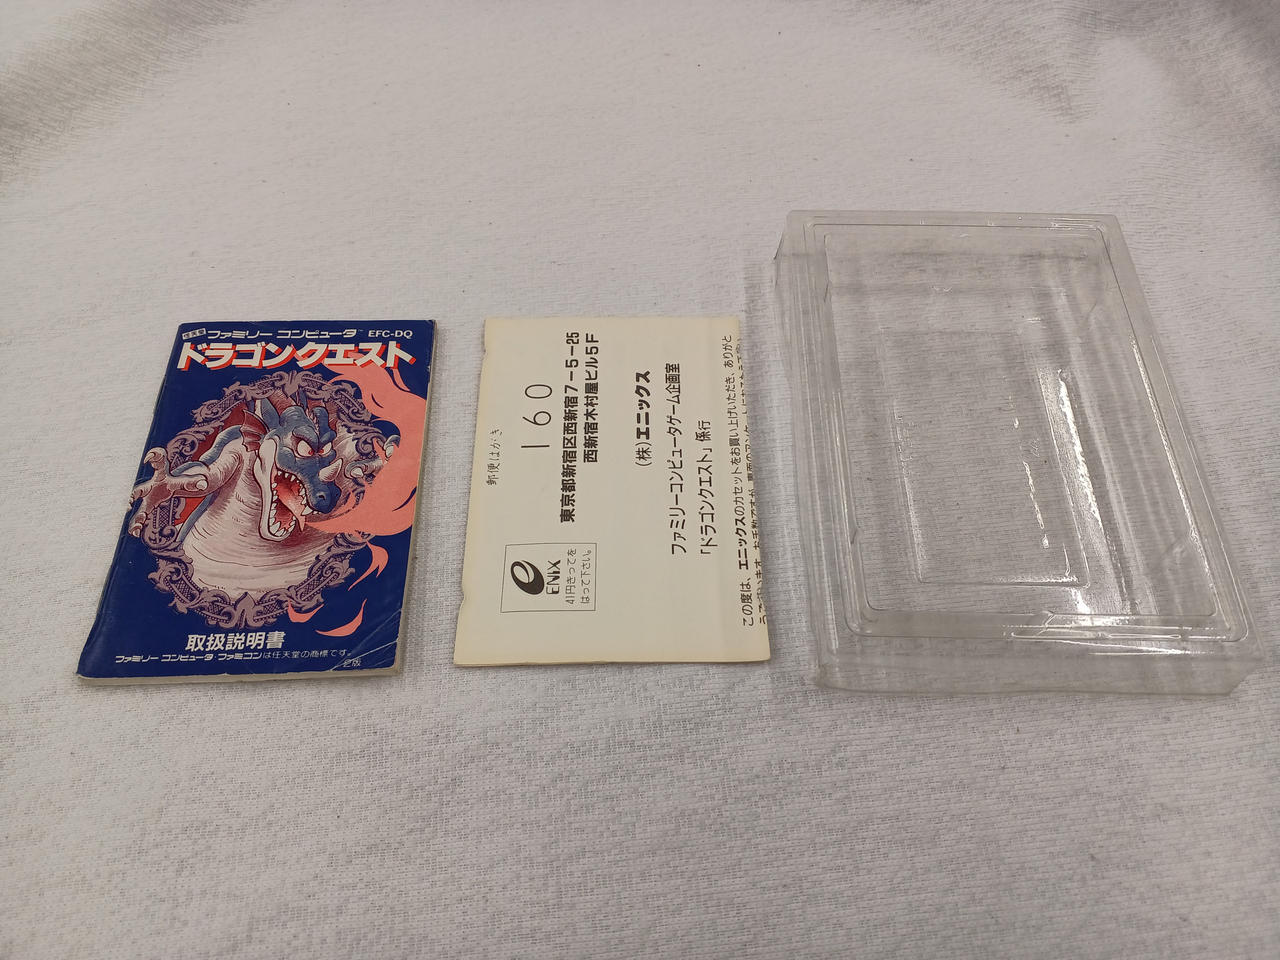 任天堂 ファミリー コンピュータ™ EFC-DQ
ドラゴンクエスト
取扱説明書
ファミリー コンピュータ・ファミコンは任天堂の商標です。
2版
郵便はがき
160
東京都新宿区西新宿7-5-25
西新宿木村屋ビル5F
(株)エニックス
ファミリーコンピュータゲーム企画室
「ドラゴンクエスト」係行
ENIX
41円きってを
はって下さい。
この度は、エニックスのカセットをお買い上げいただき、ありがと